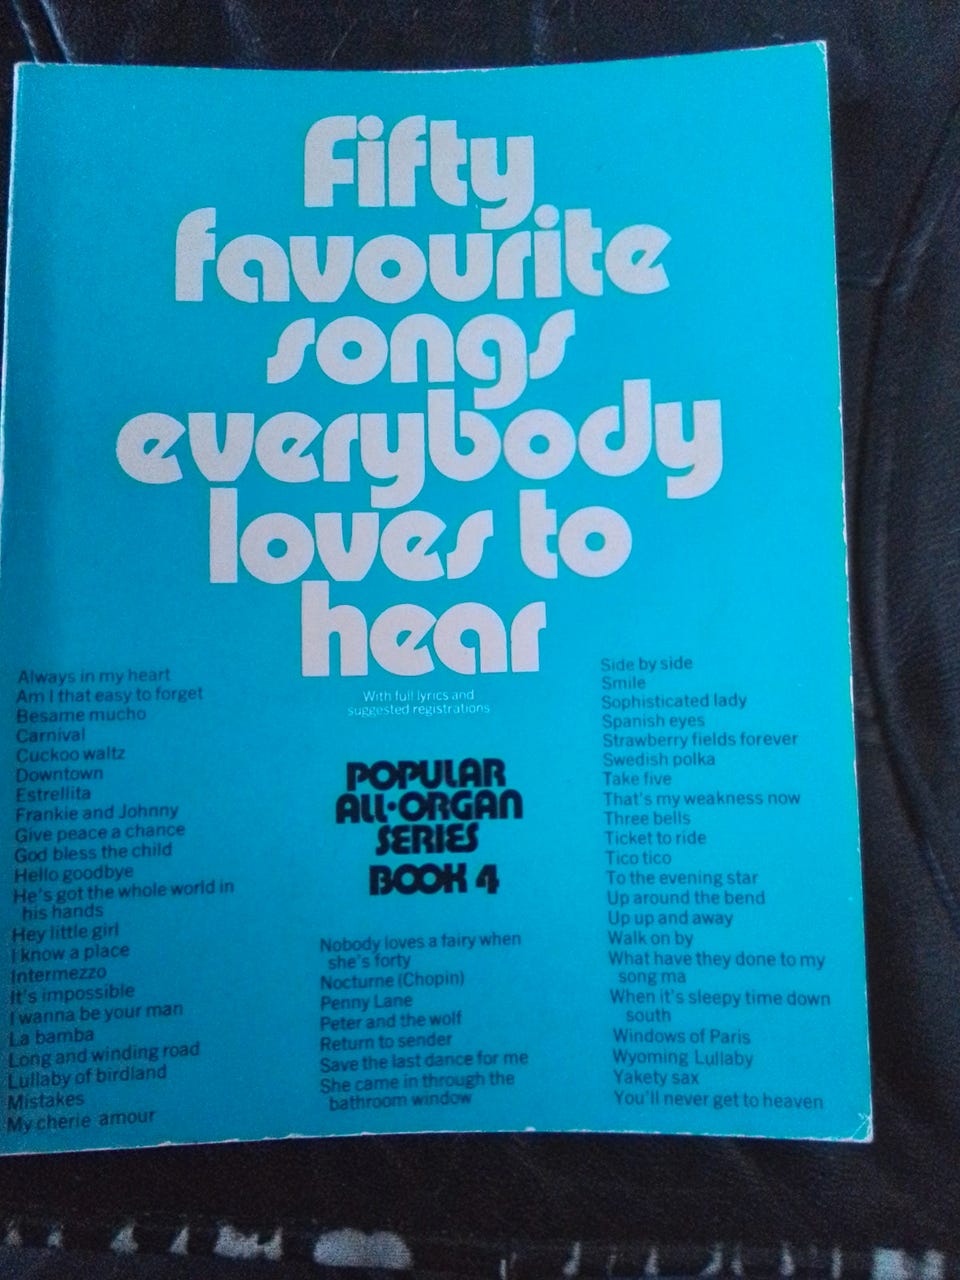 Fifty
favourite
songs
everybody
loves to
hear
With full lyrics and
suggested registrations
POPULAR
ALL•ORGAN
SERIES
BOOK 4
Always in my heart
Am I that easy to forget
Besame mucho
Carnival
Cuckoo waltz
Downtown
Estrellita
Frankie and Johnny
Give peace a chance
God bless the child
Hello goodbye
He's got the whole world in
his hands
Hey little girl
I know a place
Intermezzo
It's impossible
I wanna be your man
La bamba
Long and winding road
Lullaby of birdland
Mistakes
My cherie amour
Nobody loves a fairy when
she's forty
Nocturne (Chopin)
Penny Lane
Peter and the wolf
Return to sender
Save the last dance for me
She came in through the
bathroom window
Side by side
Smile
Sophisticated lady
Spanish eyes
Strawberry fields forever
Swedish polka
Take five
That's my weakness now
Three bells
Ticket to ride
Tico tico
To the evening star
Up around the bend
Up up and away
Walk on by
What have they done to my
song ma
When it's sleepy time down
south
Windows of Paris
Wyoming Lullaby
Yakety sax
You'll never get to heaven